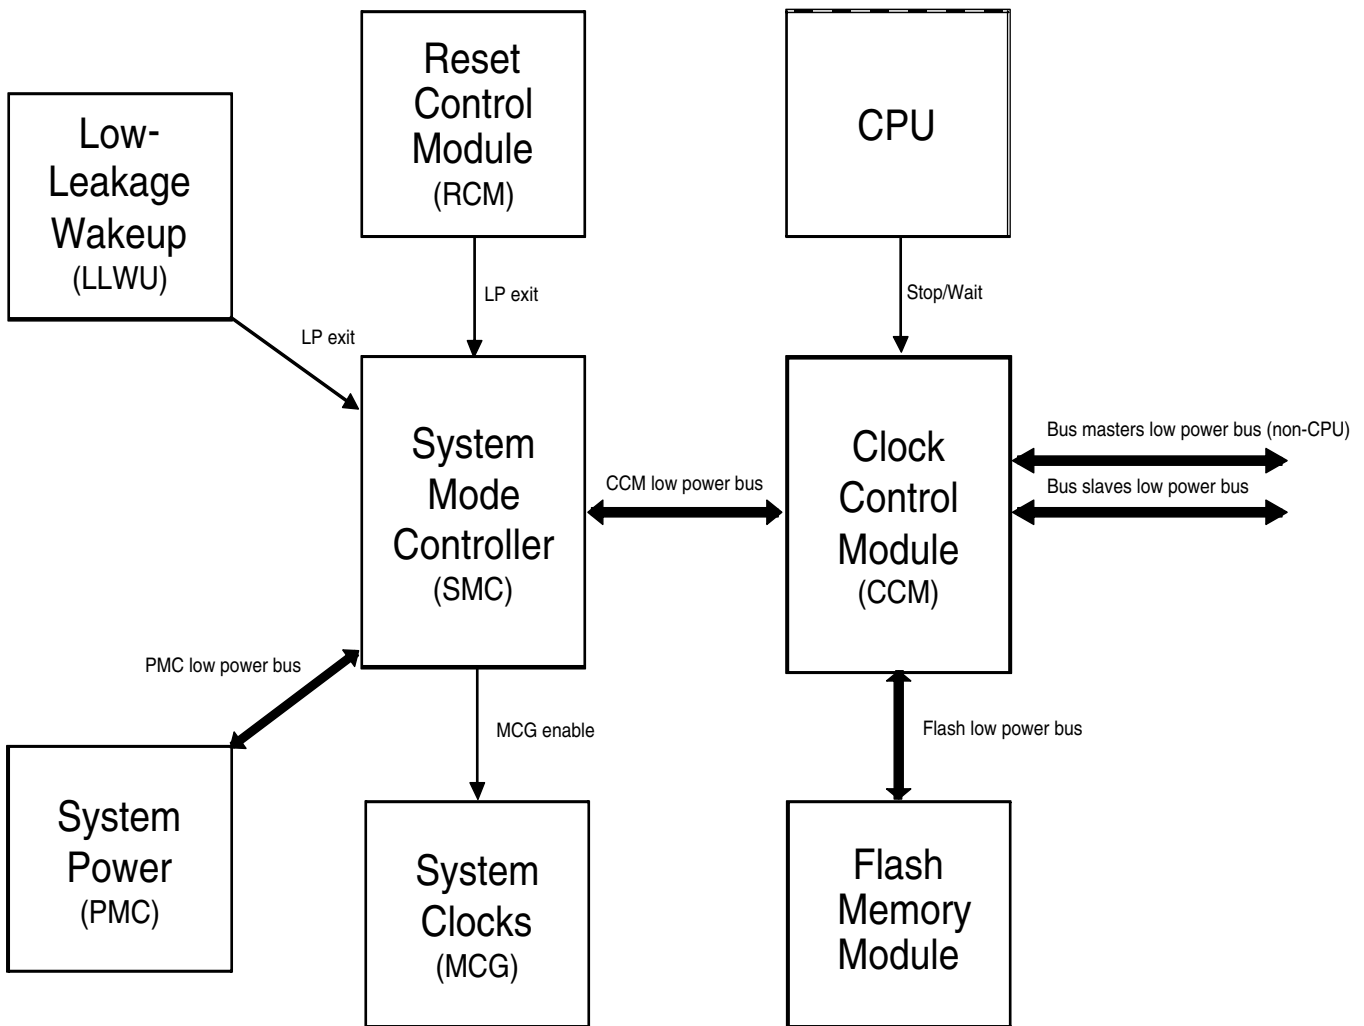 Reset
Control
Module
(RCM)
CPU
Low-
Leakage
Wakeup
(LLWU)
LP exit
Stop/Wait
LP exit
System
Mode
Controller
(SMC)
CCM low power bus
Clock
Control
Module
(CCM)
Bus masters low power bus (non-CPU)
Bus slaves low power bus
PMC low power bus
MCG enable
Flash low power bus
System
Power
(PMC)
System
Clocks
(MCG)
Flash
Memory
Module